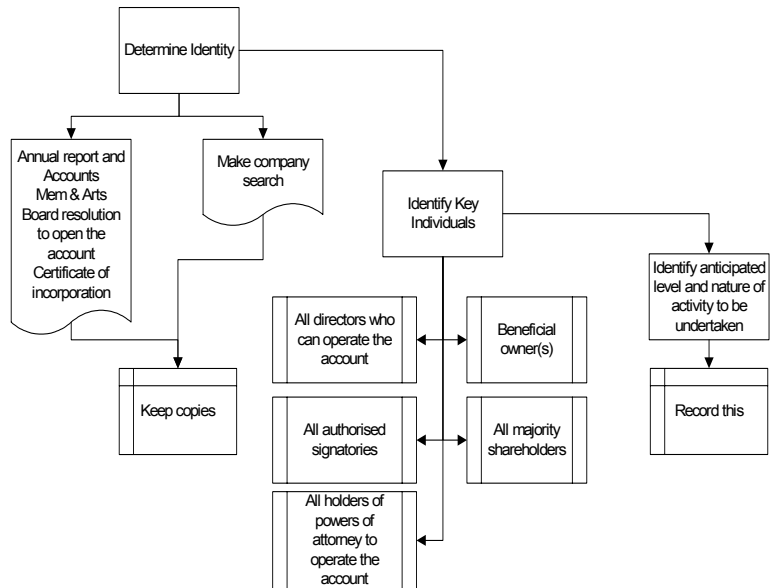 Determine Identity
Annual report and
Accounts
Mem & Arts
Board resolution
to open the
account
Certificate of
incorporation
Make company
search
Keep copies
Identify Key
Individuals
All directors who
can operate the
account
Beneficial
owner(s)
All authorised
signatories
All majority
shareholders
All holders of
powers of
attorney to
operate the
account
Identify anticipated
level and nature of
activity to be
undertaken
Record this